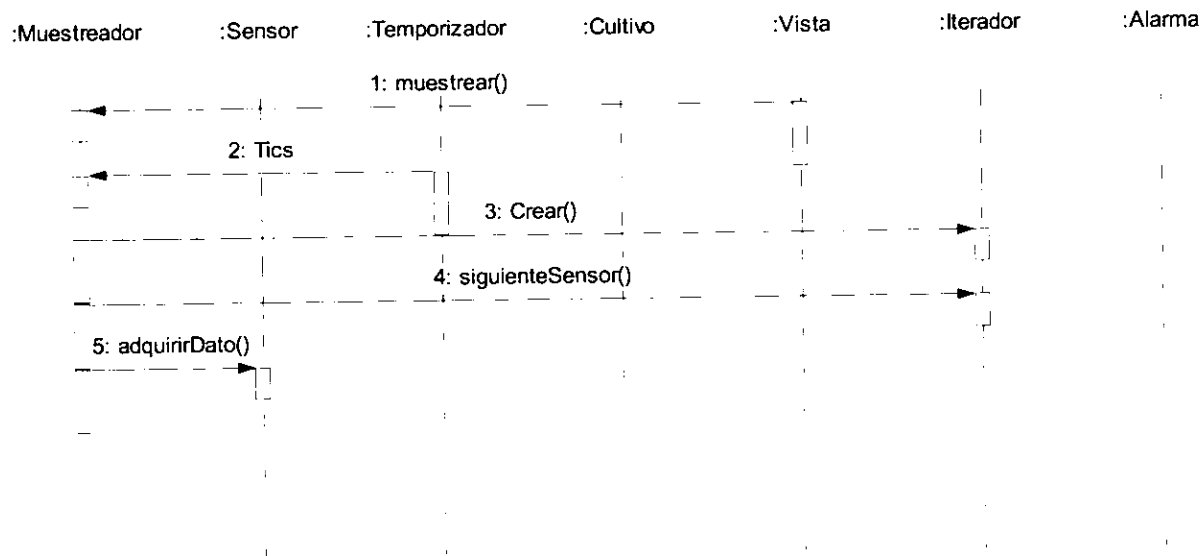 :Muestreador :Sensor :Temporizador :Cultivo :Vista :Iterador :Alarma
1: muestrear()
2: Tics
3: Crear()
4: siguienteSensor()
5: adquirirDato()